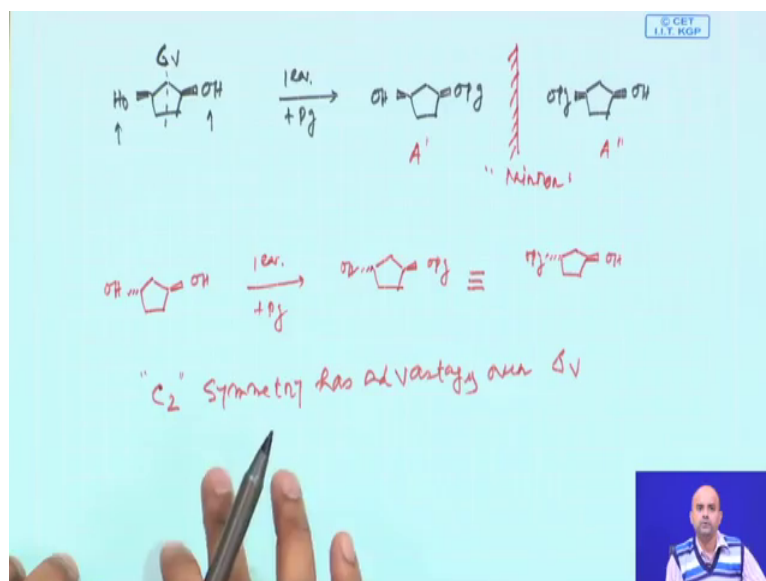 © CET
I.I.T. KGP
σv
HO OH
1 eq.
+ Pg
OH OPg
OPg OH
A'
A"
"Mirror"
OH OH
1 eq.
+ Pg
OH OPg ≡ OPg OH
"C2" Symmetry has advantage over σv